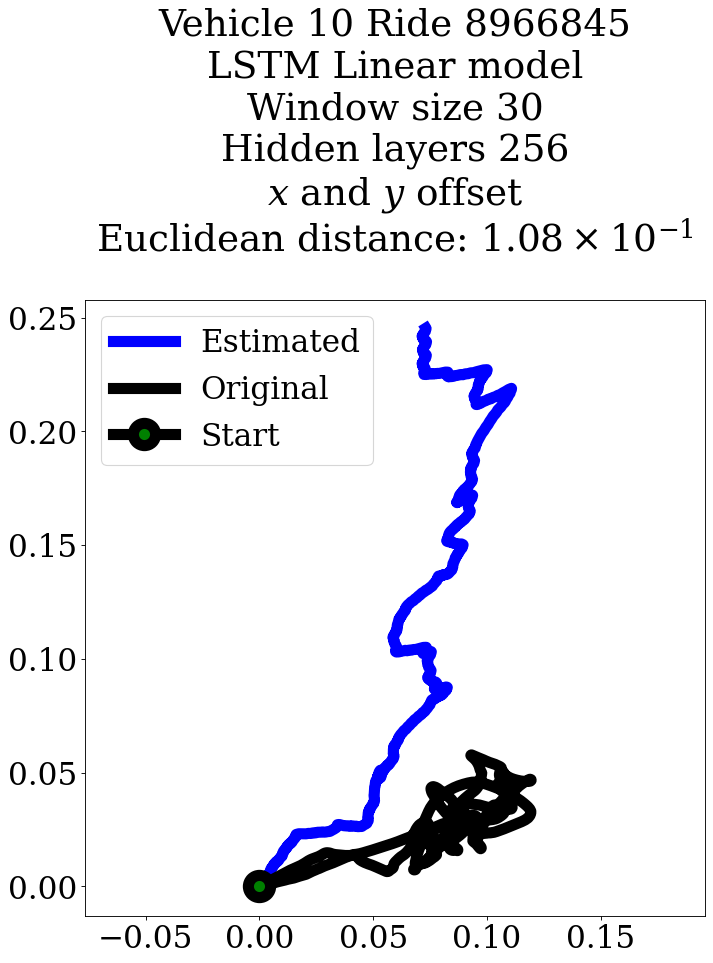 Vehicle 10 Ride 8966845
LSTM Linear model
Window size 30
Hidden layers 256
x and y offset
Euclidean distance: 1.08 × 10⁻¹
Estimated
Original
Start
0.25
0.20
0.15
0.10
0.05
0.00
−0.05 0.00 0.05 0.10 0.15